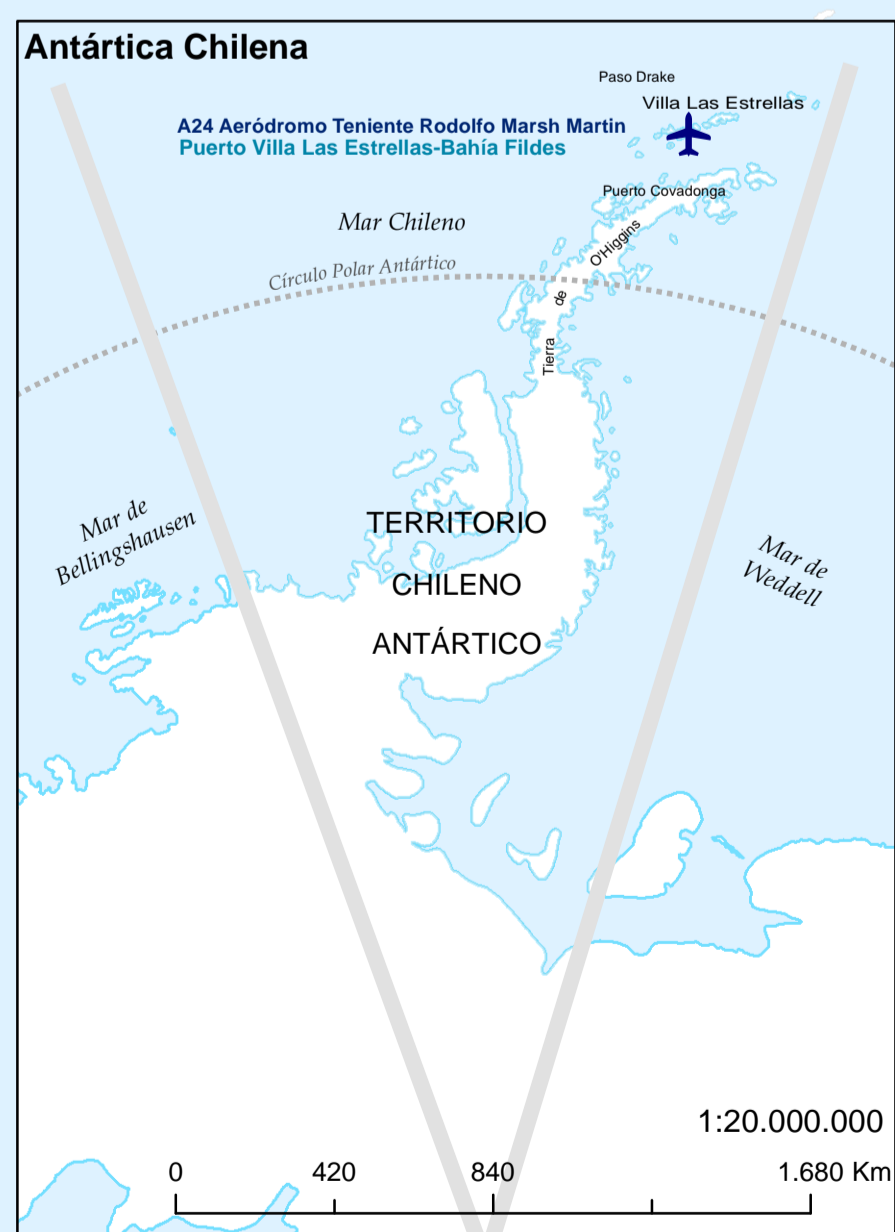 Antártica Chilena
Paso Drake
Villa Las Estrellas
A24 Aeródromo Teniente Rodolfo Marsh Martin
Puerto Villa Las Estrellas-Bahía Fildes
Puerto Covadonga
Mar Chileno
O'Higgins
Círculo Polar Antártico
de
Tierra
Mar de
Bellingshausen
TERRITORIO
CHILENO
ANTÁRTICO
Mar de
Weddell
1:20.000.000
0 420 840 1.680 Km